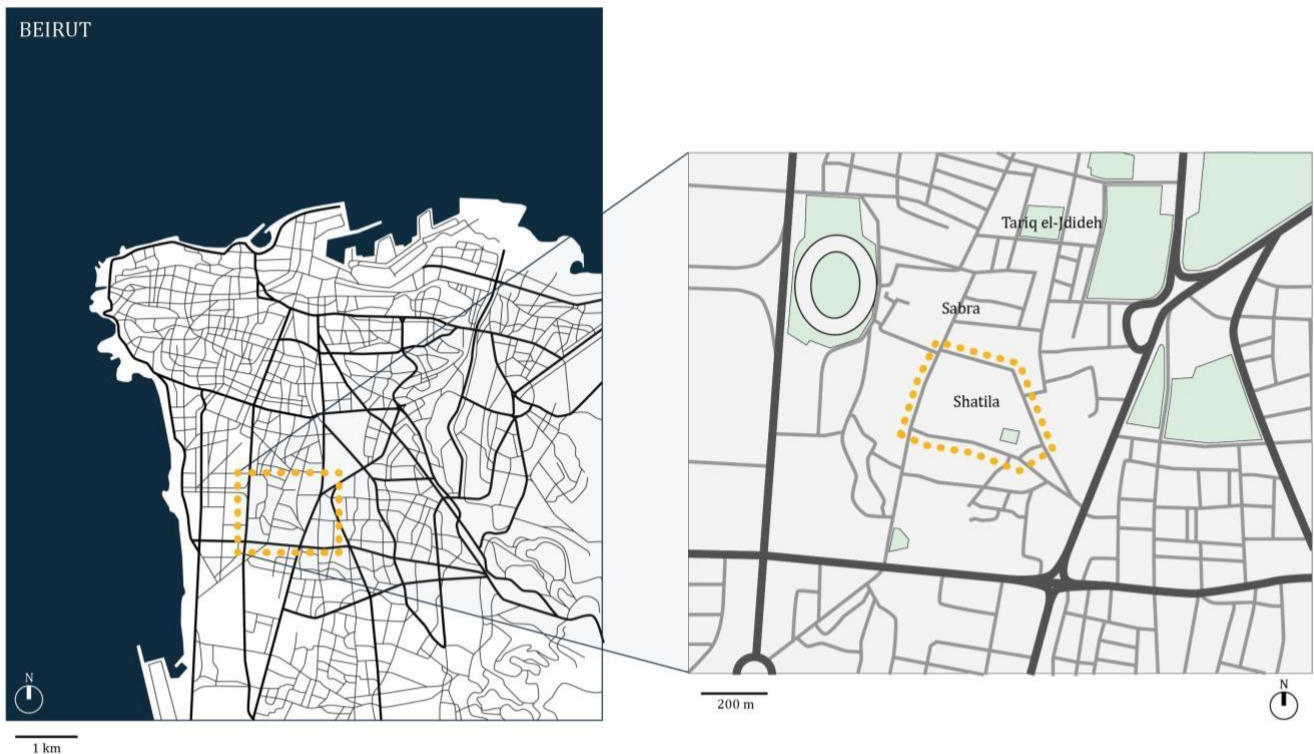 BEIRUT
Tariq el-Jdideh
Sabra
Shatila
N
1 km
200 m
N